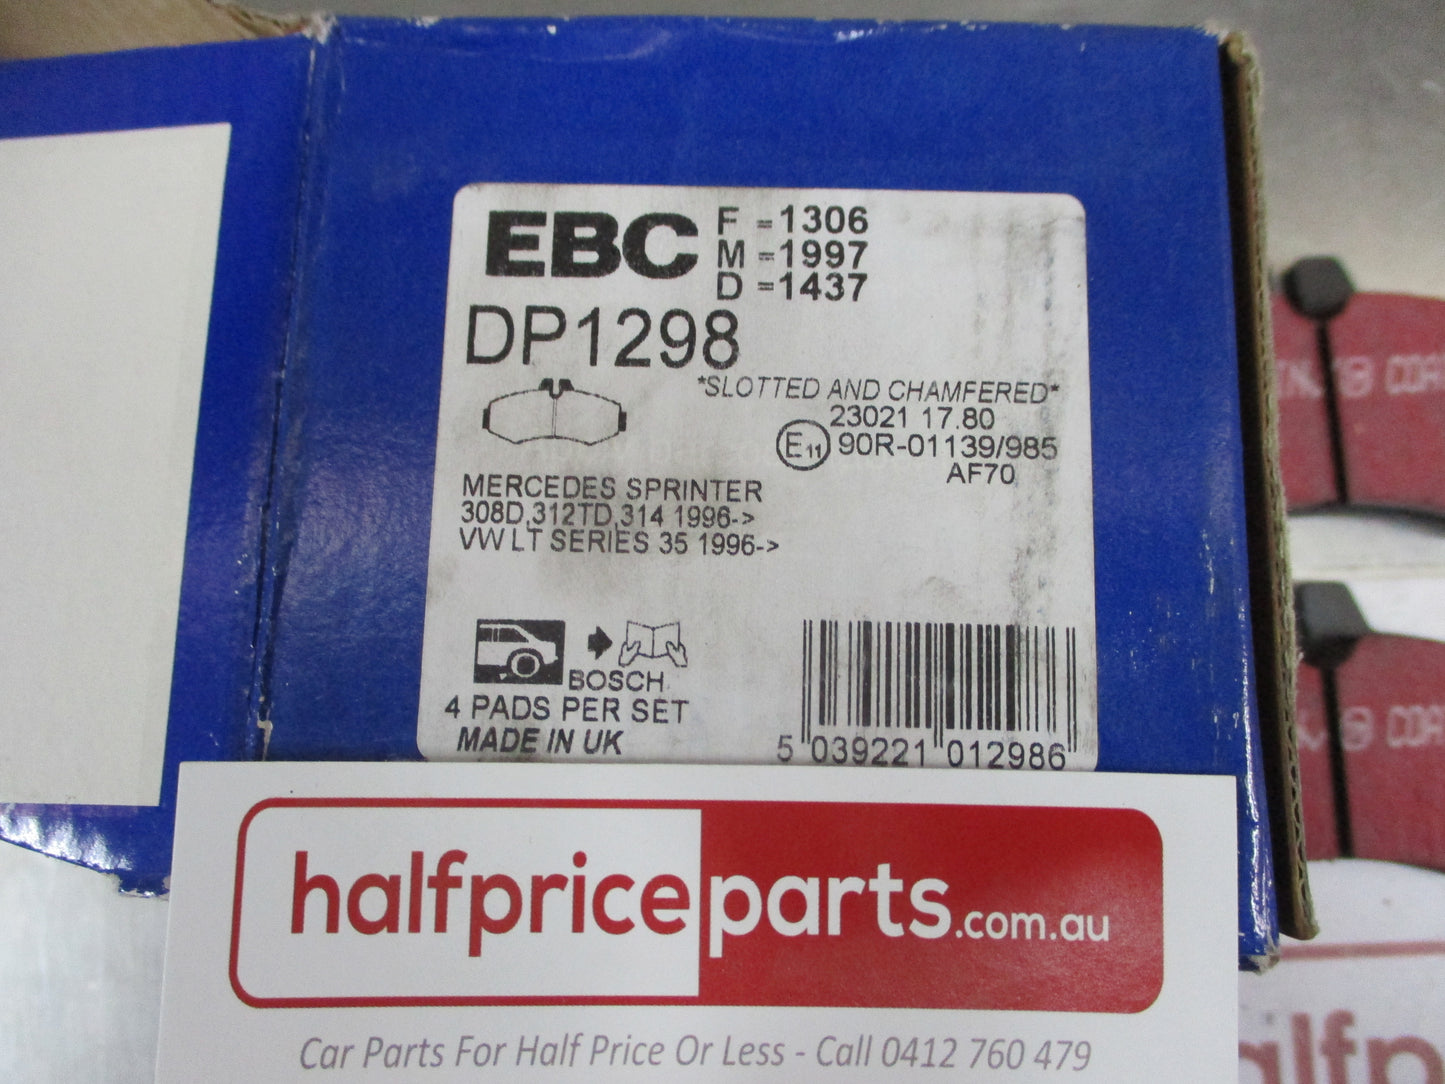 EBC
F =1306
M =1997
D =1437
DP1298
*SLOTTED AND CHAMFERED*
23021 17.80
E11 90R-01139/985
AF70
MERCEDES SPRINTER
308D,312TD,314 1996->
VW LT SERIES 35 1996->
BOSCH
4 PADS PER SET
MADE IN UK
5 039221 012986
halfpriceparts.com.au
Car Parts For Half Price Or Less - Call 0412 760 479